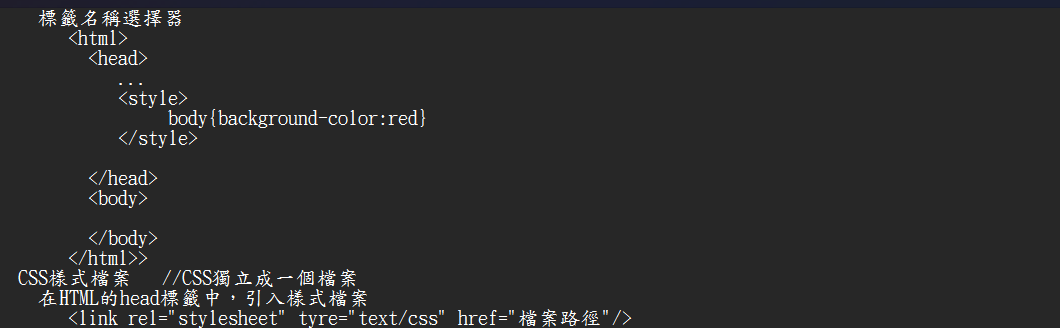 標籤名稱選擇器
<html>
<head>
...
<style>
body{background-color:red}
</style>
</head>
<body>
</body>
</html>>
CSS樣式檔案 //CSS獨立成一個檔案
在HTML的head標籤中，引入樣式檔案
<link rel="stylesheet" tyre="text/css" href="檔案路徑"/>